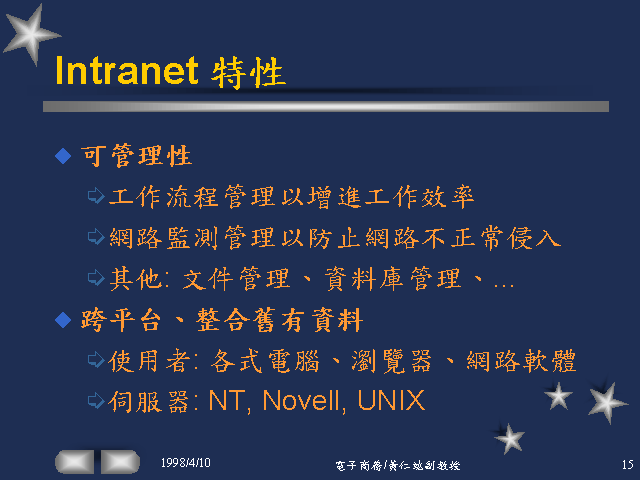 Intranet 特性
可管理性
工作流程管理以增進工作效率
網路監測管理以防止網路不正常侵入
其他: 文件管理、資料庫管理、...
跨平台、整合舊有資料
使用者: 各式電腦、瀏覽器、網路軟體
伺服器: NT, Novell, UNIX
1998/4/10
電子商務/黃仁 副教授
15